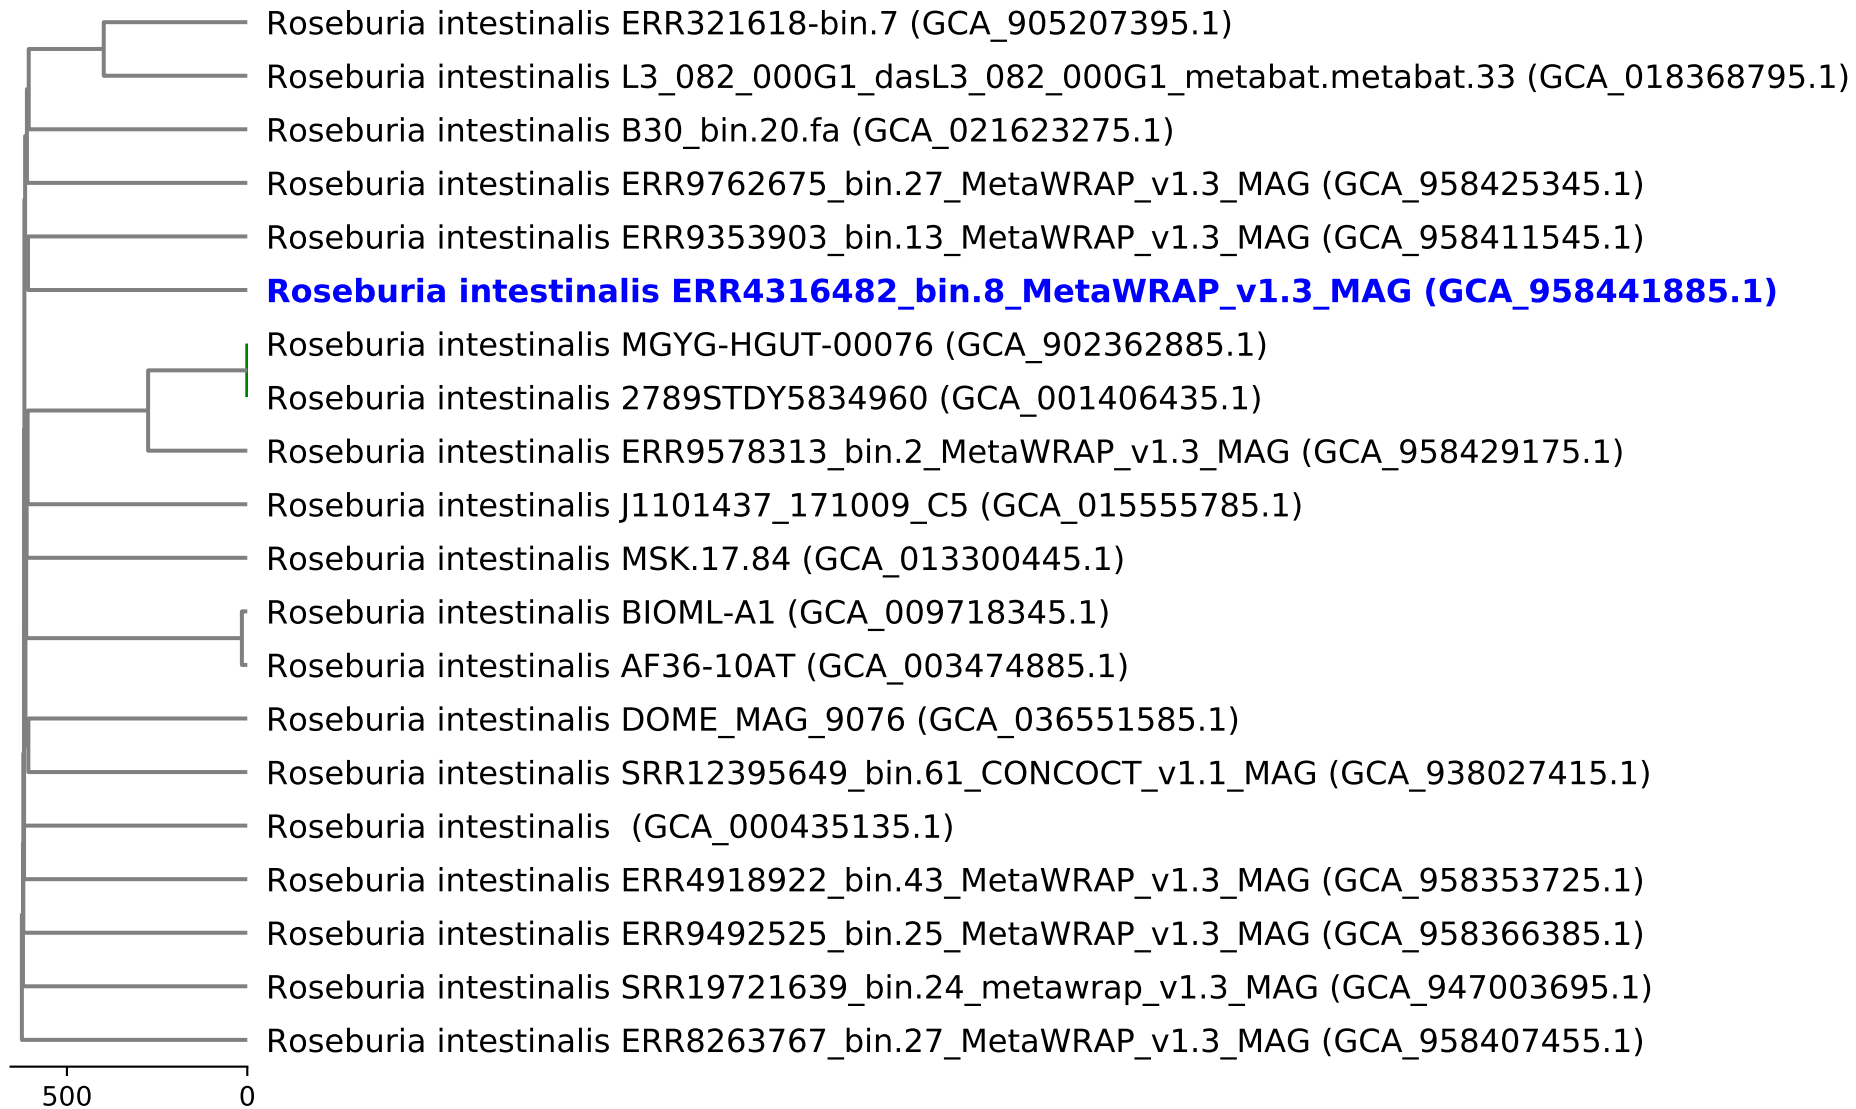 Roseburia intestinalis ERR321618-bin.7 (GCA_905207395.1)
Roseburia intestinalis L3_082_000G1_dasL3_082_000G1_metabat.metabat.33 (GCA_018368795.1)
Roseburia intestinalis B30_bin.20.fa (GCA_021623275.1)
Roseburia intestinalis ERR9762675_bin.27_MetaWRAP_v1.3_MAG (GCA_958425345.1)
Roseburia intestinalis ERR9353903_bin.13_MetaWRAP_v1.3_MAG (GCA_958411545.1)
Roseburia intestinalis ERR4316482_bin.8_MetaWRAP_v1.3_MAG (GCA_958441885.1)
Roseburia intestinalis MGYG-HGUT-00076 (GCA_902362885.1)
Roseburia intestinalis 2789STDY5834960 (GCA_001406435.1)
Roseburia intestinalis ERR9578313_bin.2_MetaWRAP_v1.3_MAG (GCA_958429175.1)
Roseburia intestinalis J1101437_171009_C5 (GCA_015555785.1)
Roseburia intestinalis MSK.17.84 (GCA_013300445.1)
Roseburia intestinalis BIOML-A1 (GCA_009718345.1)
Roseburia intestinalis AF36-10AT (GCA_003474885.1)
Roseburia intestinalis DOME_MAG_9076 (GCA_036551585.1)
Roseburia intestinalis SRR12395649_bin.61_CONCOCT_v1.1_MAG (GCA_938027415.1)
Roseburia intestinalis  (GCA_000435135.1)
Roseburia intestinalis ERR4918922_bin.43_MetaWRAP_v1.3_MAG (GCA_958353725.1)
Roseburia intestinalis ERR9492525_bin.25_MetaWRAP_v1.3_MAG (GCA_958366385.1)
Roseburia intestinalis SRR19721639_bin.24_metawrap_v1.3_MAG (GCA_947003695.1)
Roseburia intestinalis ERR8263767_bin.27_MetaWRAP_v1.3_MAG (GCA_958407455.1)
500 0